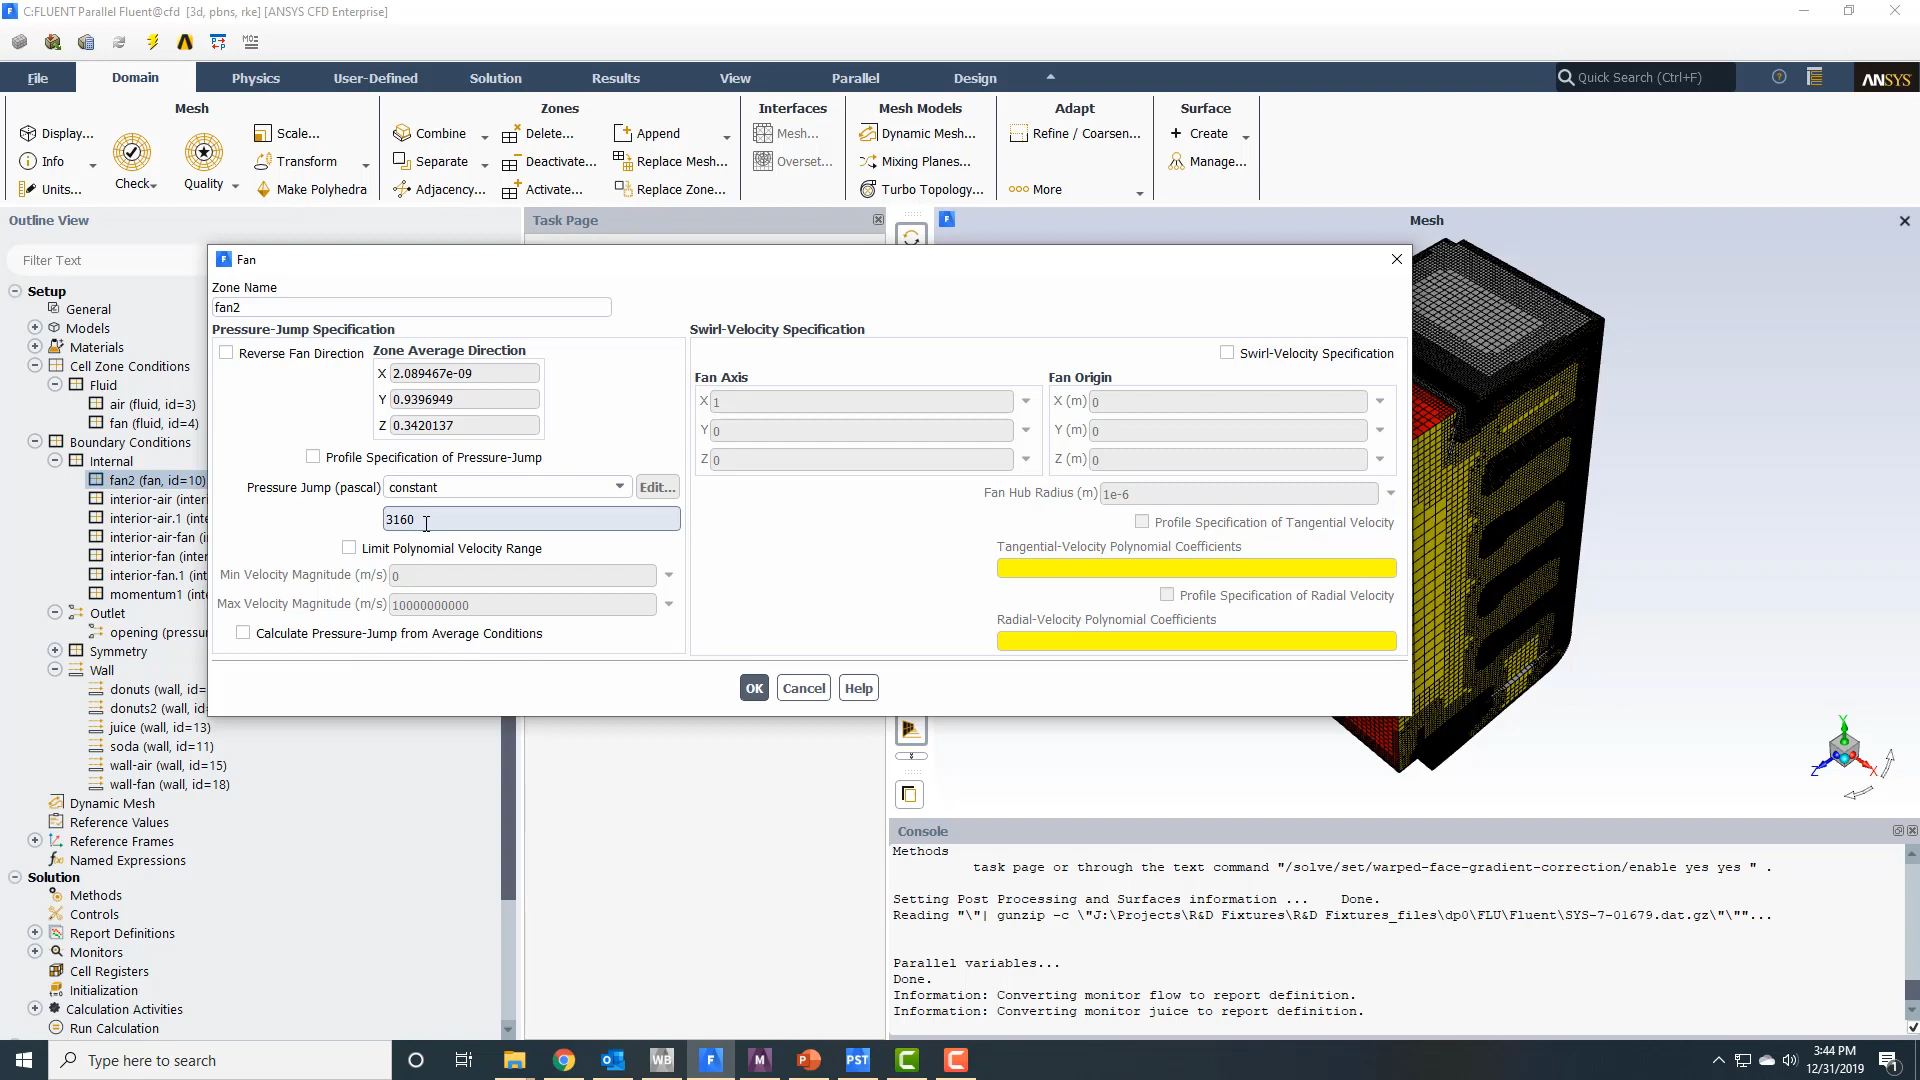 C:FLUENT Parallel Fluent@cfd [3d, pbns, rke] [ANSYS CFD Enterprise]
File Domain Physics User-Defined Solution Results View Parallel Design Quick Search (Ctrl+F) ANSYS
Mesh Zones Interfaces Mesh Models Adapt Surface
Display... Scale... Combine Delete... Append Mesh... Dynamic Mesh... Refine / Coarsen... Create
Info Transform Separate Deactivate... Replace Mesh... Overset... Mixing Planes... Manage...
Check Quality
Units... Make Polyhedra Adjacency... Activate... Replace Zone... Turbo Topology... More
Outline View
Task Page
Mesh
Filter Text
Setup
General
Models
Materials
Cell Zone Conditions
Fluid
air (fluid, id=3)
fan (fluid, id=4)
Boundary Conditions
Internal
fan2 (fan, id=10)
interior-air (inte
interior-air.1 (inte
interior-air-fan (i
interior-fan (inte
interior-fan.1 (int
momentum1 (int
Outlet
opening (pressu
Symmetry
Wall
donuts (wall, id=
donuts2 (wall, id
juice (wall, id=13)
soda (wall, id=11)
wall-air (wall, id=15)
wall-fan (wall, id=18)
Dynamic Mesh
Reference Values
Reference Frames
Named Expressions
Solution
Methods
Controls
Report Definitions
Monitors
Cell Registers
Initialization
Calculation Activities
Run Calculation
Fan
Zone Name
fan2
Pressure-Jump Specification
Reverse Fan Direction
Zone Average Direction
X 2.089467e-09
Y 0.9396949
Z 0.3420137
Profile Specification of Pressure-Jump
Pressure Jump (pascal) constant Edit...
3160
Limit Polynomial Velocity Range
Min Velocity Magnitude (m/s) 0
Max Velocity Magnitude (m/s) 10000000000
Calculate Pressure-Jump from Average Conditions
Swirl-Velocity Specification
Swirl-Velocity Specification
Fan Axis
X 1
Y 0
Z 0
Fan Origin
X (m) 0
Y (m) 0
Z (m) 0
Fan Hub Radius (m) 1e-6
Profile Specification of Tangential Velocity
Tangential-Velocity Polynomial Coefficients
Profile Specification of Radial Velocity
Radial-Velocity Polynomial Coefficients
OK Cancel Help
Y
Z X
Console
Methods
task page or through the text command "/solve/set/warped-face-gradient-correction/enable yes yes " .
Setting Post Processing and Surfaces information ... Done.
Reading "\"| gunzip -c \"J:\Projects\R&D Fixtures\R&D Fixtures_files\dp0\FLU\Fluent\SYS-7-01679.dat.gz\"\""...
Parallel variables...
Done.
Information: Converting monitor flow to report definition.
Information: Converting monitor juice to report definition.
Type here to search
WB F M P PST C C
3:44 PM
12/31/2019
1